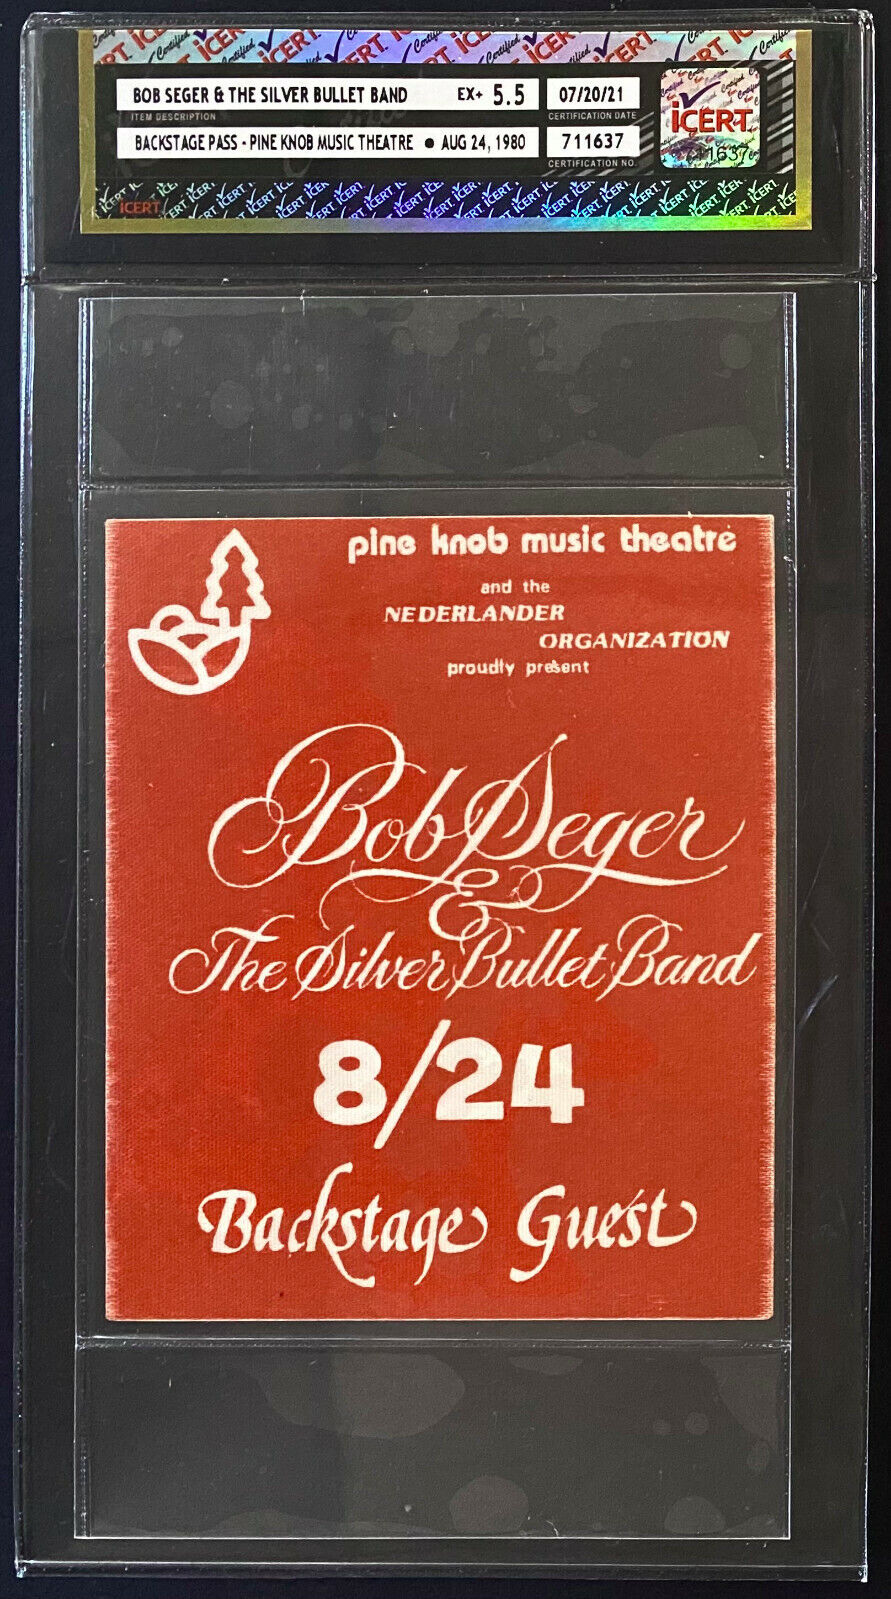 BOB SEGER & THE SILVER BULLET BAND EX+ 5.5 07/20/21
ITEM DESCRIPTION CERTIFICATION DATE
BACKSTAGE PASS - PINE KNOB MUSIC THEATRE • AUG 24, 1980 711637
CERTIFICATION NO.
iCERT
iCERT
pine knob music theatre
and the
NEDERLANDER
ORGANIZATION
proudly present
Bob Seger
&
The Silver Bullet Band
8/24
Backstage Guest